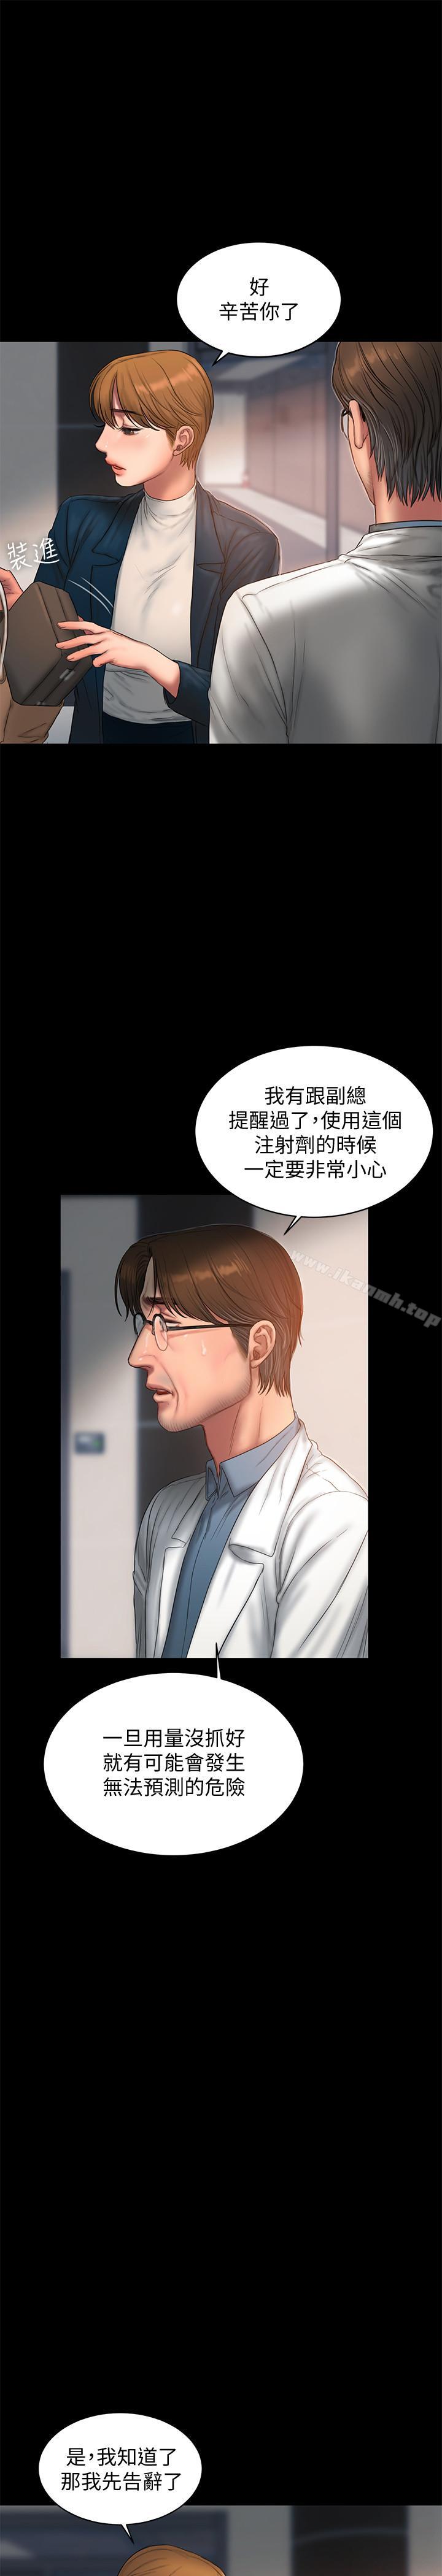 好
辛苦你了
裝進
我有跟副總
提醒過了,使用這個
注射劑的時候
一定要非常小心
www.ikanmh.top
一旦用量沒抓好
就有可能會發生
無法預測的危險
是,我知道了
那我先告辭了